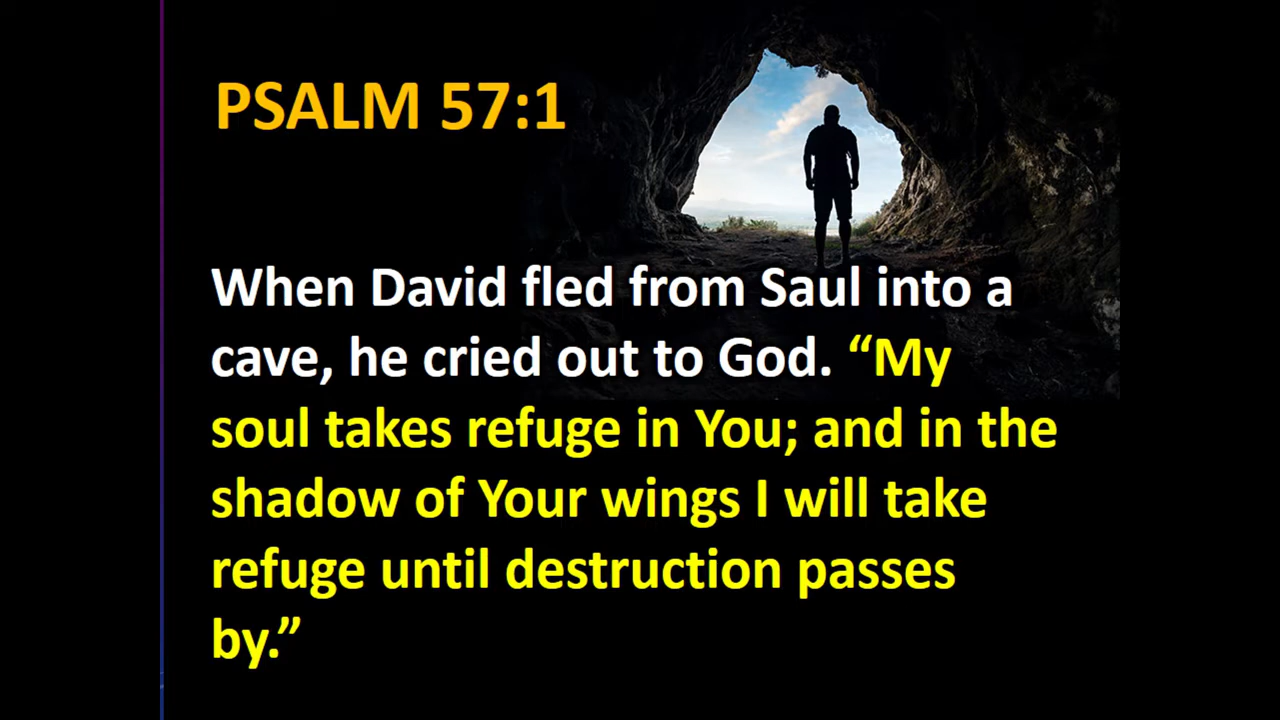 PSALM 57:1
When David fled from Saul into a
cave, he cried out to God. “My
soul takes refuge in You; and in the
shadow of Your wings I will take
refuge until destruction passes
by.”